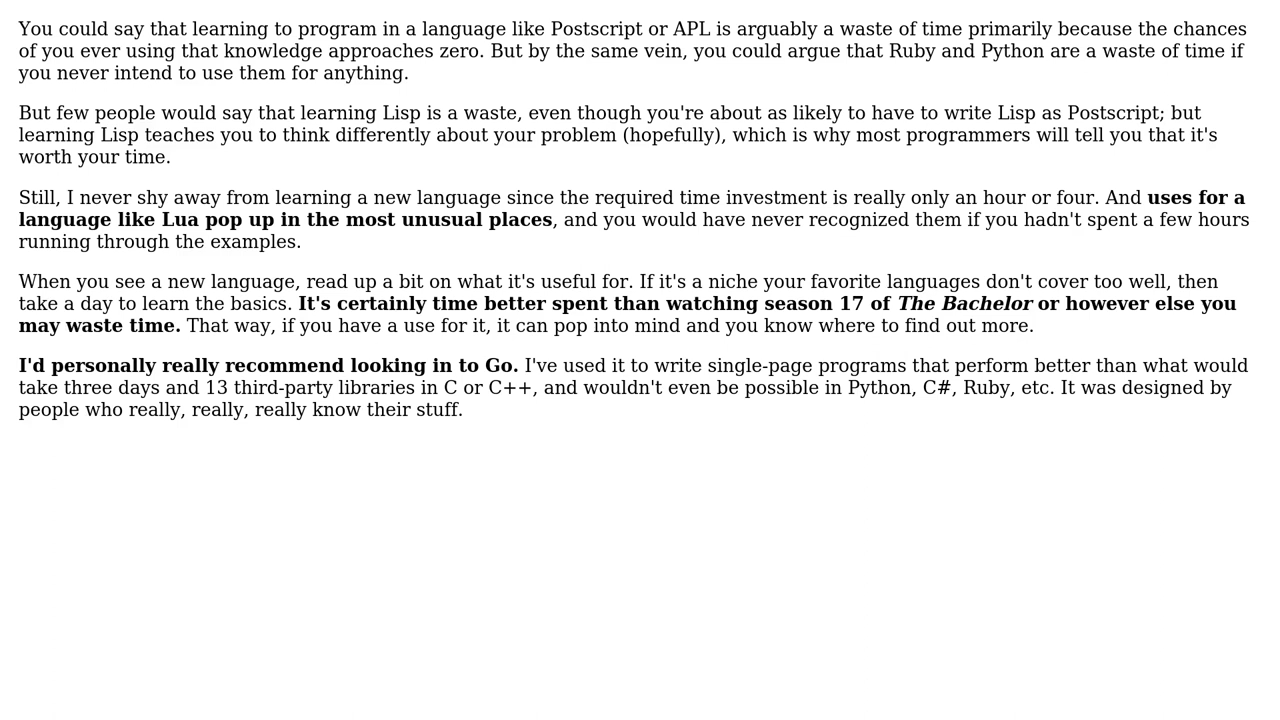 You could say that learning to program in a language like Postscript or APL is arguably a waste of time primarily because the chances
of you ever using that knowledge approaches zero. But by the same vein, you could argue that Ruby and Python are a waste of time if
you never intend to use them for anything.
But few people would say that learning Lisp is a waste, even though you're about as likely to have to write Lisp as Postscript; but
learning Lisp teaches you to think differently about your problem (hopefully), which is why most programmers will tell you that it's
worth your time.
Still, I never shy away from learning a new language since the required time investment is really only an hour or four. And uses for a
language like Lua pop up in the most unusual places, and you would have never recognized them if you hadn't spent a few hours
running through the examples.
When you see a new language, read up a bit on what it's useful for. If it's a niche your favorite languages don't cover too well, then
take a day to learn the basics. It's certainly time better spent than watching season 17 of The Bachelor or however else you
may waste time. That way, if you have a use for it, it can pop into mind and you know where to find out more.
I'd personally really recommend looking in to Go. I've used it to write single-page programs that perform better than what would
take three days and 13 third-party libraries in C or C++, and wouldn't even be possible in Python, C#, Ruby, etc. It was designed by
people who really, really, really know their stuff.